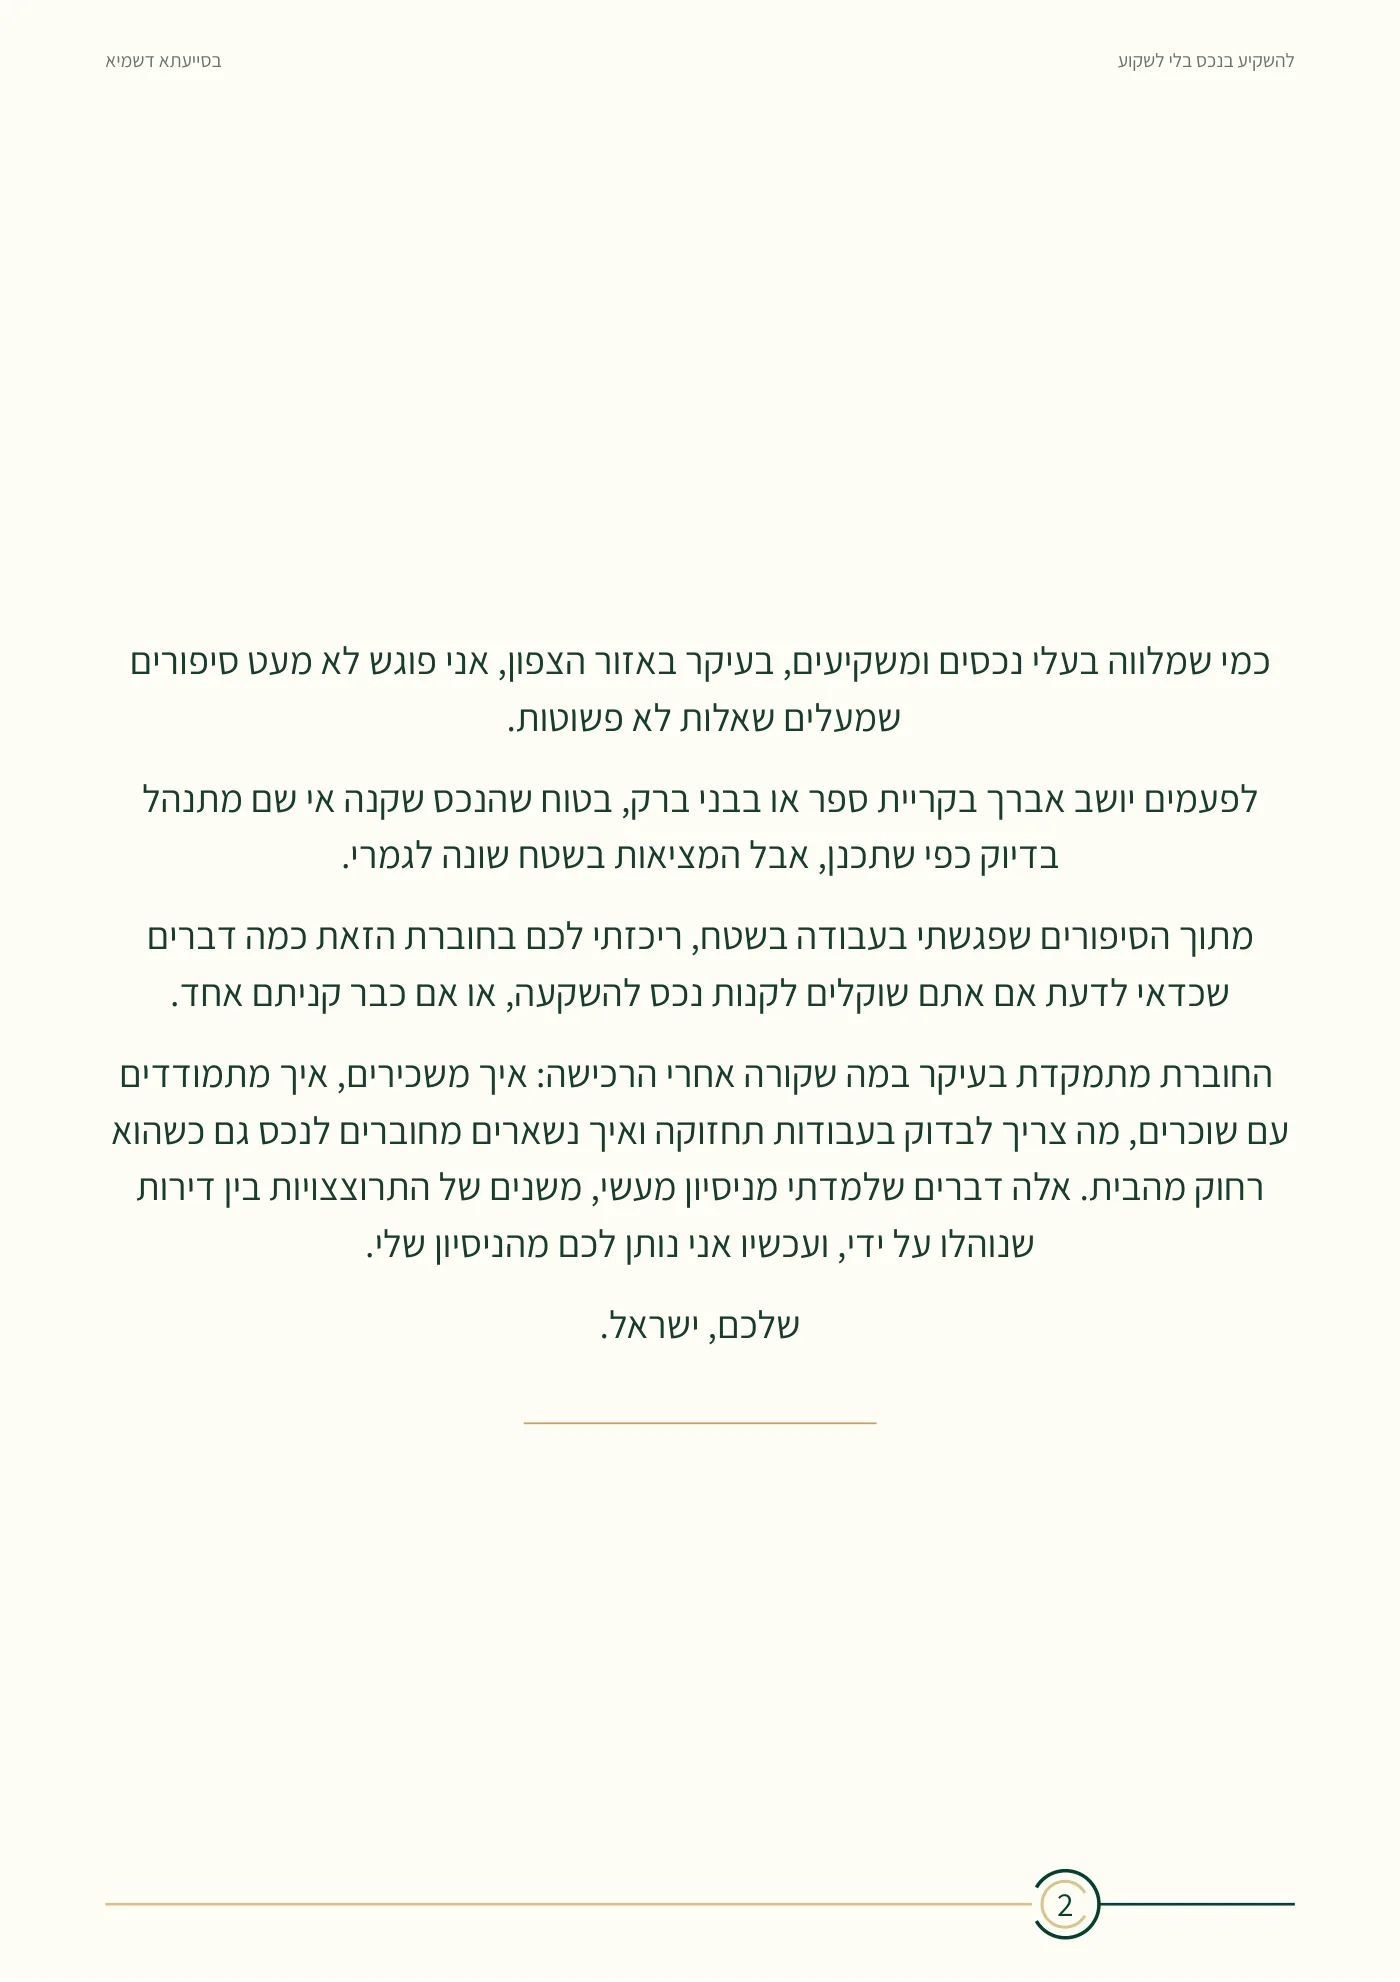 להשקיע בנכס בלי לשקוע
בסייעתא דשמיא
כמי שמלווה בעלי נכסים ומשקיעים, בעיקר באזור הצפון, אני פוגש לא מעט סיפורים
שמעלים שאלות לא פשוטות.
לפעמים יושב אברך בקריית ספר או בבני ברק, בטוח שהנכס שקנה אי שם מתנהל
בדיוק כפי שתכנן, אבל המציאות בשטח שונה לגמרי.
מתוך הסיפורים שפגשתי בעבודה בשטח, ריכזתי לכם בחוברת הזאת כמה דברים
שכדאי לדעת אם אתם שוקלים לקנות נכס להשקעה, או אם כבר קניתם אחד.
החוברת מתמקדת בעיקר במה שקורה אחרי הרכישה: איך משכירים, איך מתמודדים
עם שוכרים, מה צריך לבדוק בעבודות תחזוקה ואיך נשארים מחוברים לנכס גם כשהוא
רחוק מהבית. אלה דברים שלמדתי מניסיון מעשי, משנים של התרוצצויות בין דירות
שנוהלו על ידי, ועכשיו אני נותן לכם מהניסיון שלי.
שלכם, ישראל.
2